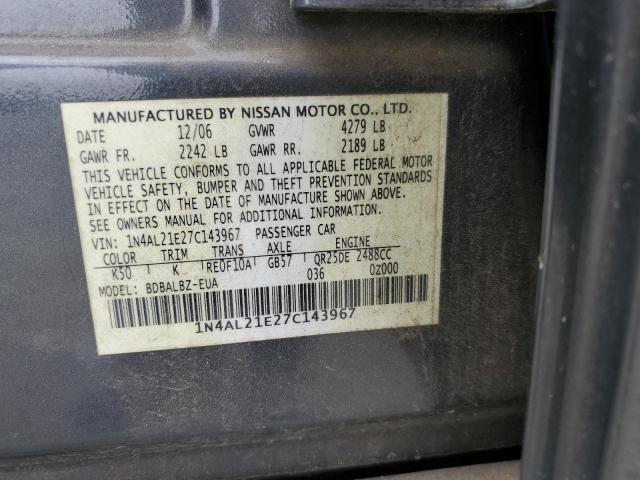 MANUFACTURED BY NISSAN MOTOR CO., LTD.
DATE 12/06 GVWR 4279 LB
GAWR FR. 2242 LB GAWR RR. 2189 LB
THIS VEHICLE CONFORMS TO ALL APPLICABLE FEDERAL MOTOR
VEHICLE SAFETY, BUMPER AND THEFT PREVENTION STANDARDS
IN EFFECT ON THE DATE OF MANUFACTURE SHOWN ABOVE.
SEE OWNERS MANUAL FOR ADDITIONAL INFORMATION.
VIN: 1N4AL21E27C143967 PASSENGER CAR
COLOR TRIM TRANS AXLE ENGINE
K50 K RE0F10A GB57 QR25DE 2488CC
MODEL: BDBALBZ-EUA 036 0Z000
1N4AL21E27C143967